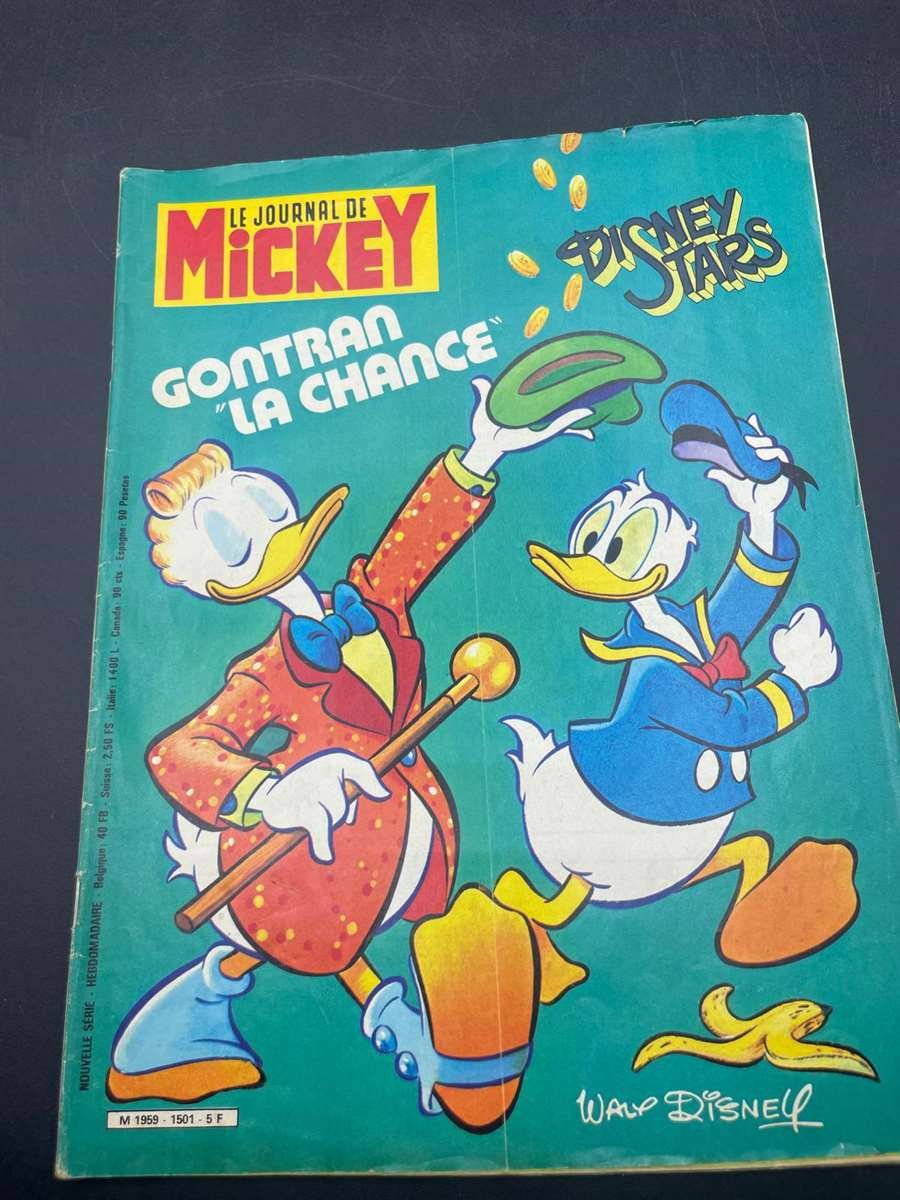 LE JOURNAL DE
MiCKEY
DISNEY
STARS
GONTRAN
"LA CHANCE"
NOUVELLE SÉRIE - HEBDOMADAIRE - Belgique : 40 FB - Suisse : 2,50 FS - Italie : 1400 L - Canada : 90 cts - Espagne : 90 Pesetas
M 1959 - 1501 - 5 F
WALT DISNEY